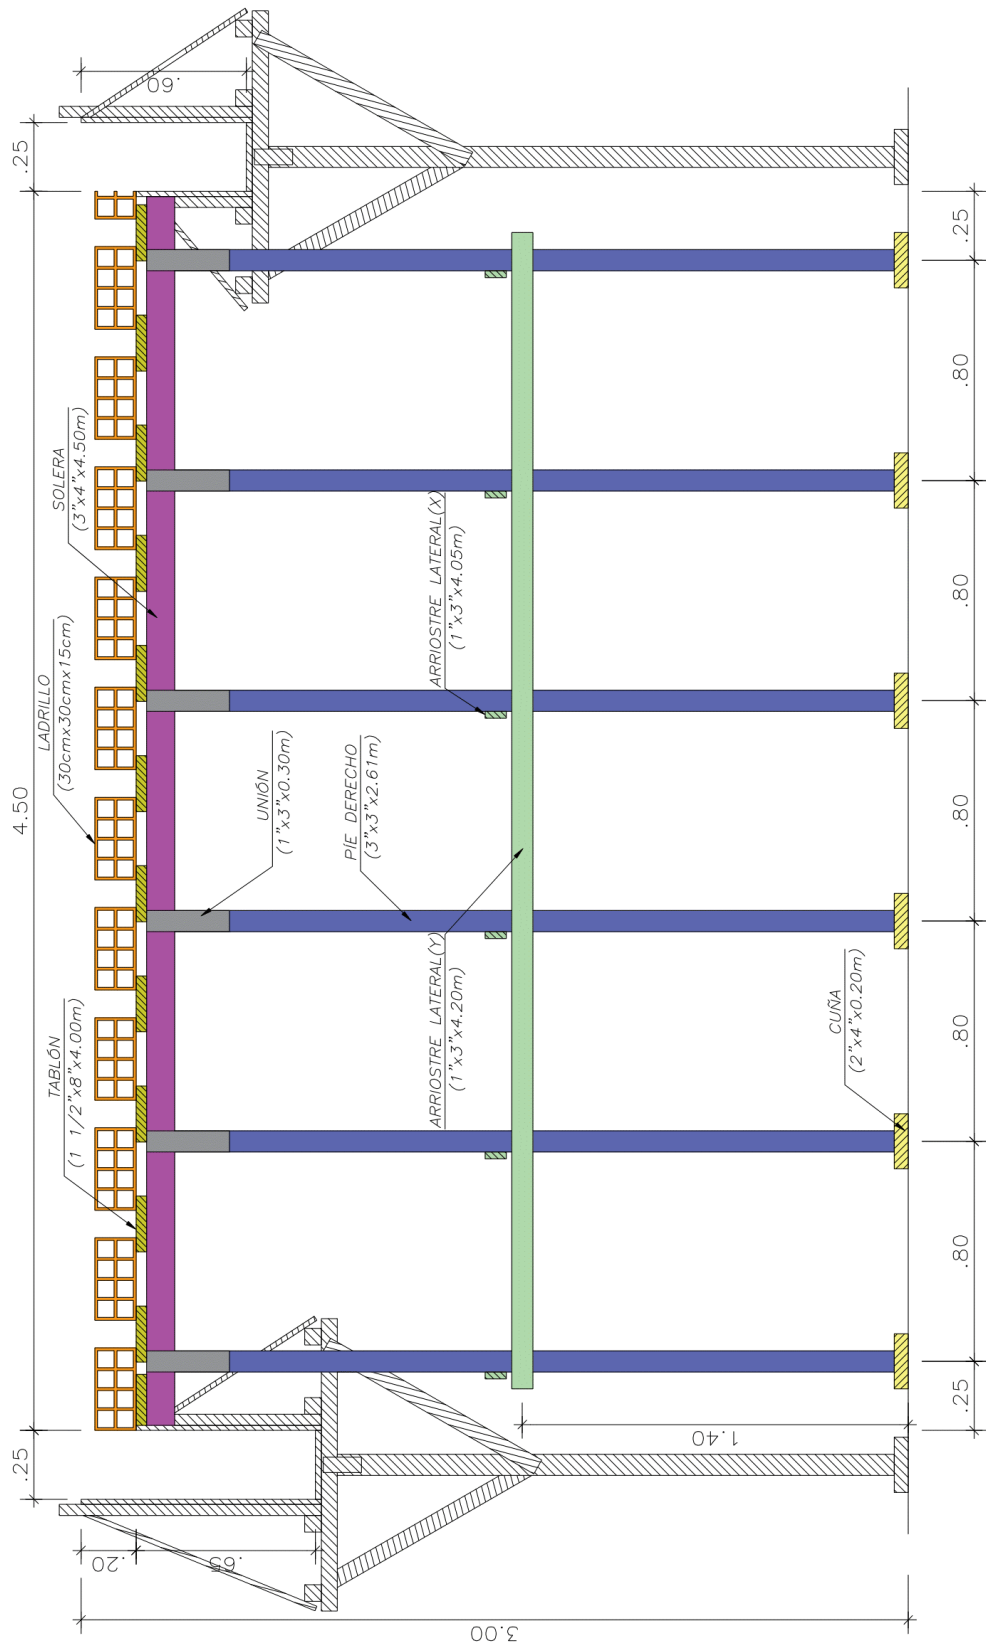 .25
4.50
.25
LADRILLO
(30cmx30cmx15cm)
TABLÓN
(1 1/2"x8"x4.00m)
SOLERA
(3"x4"x4.50m)
.20
.65
.60
3.00
UNIÓN
(1"x3"x0.30m)
PÍE DERECHO
(3"x3"x2.61m)
ARRIOSTRE LATERAL(Y)
(1"x3"x4.20m)
ARRIOSTRE LATERAL(X)
(1"x3"x4.05m)
1.40
CUÑA
(2"x4"x0.20m)
.25
.80
.80
.80
.80
.80
.25